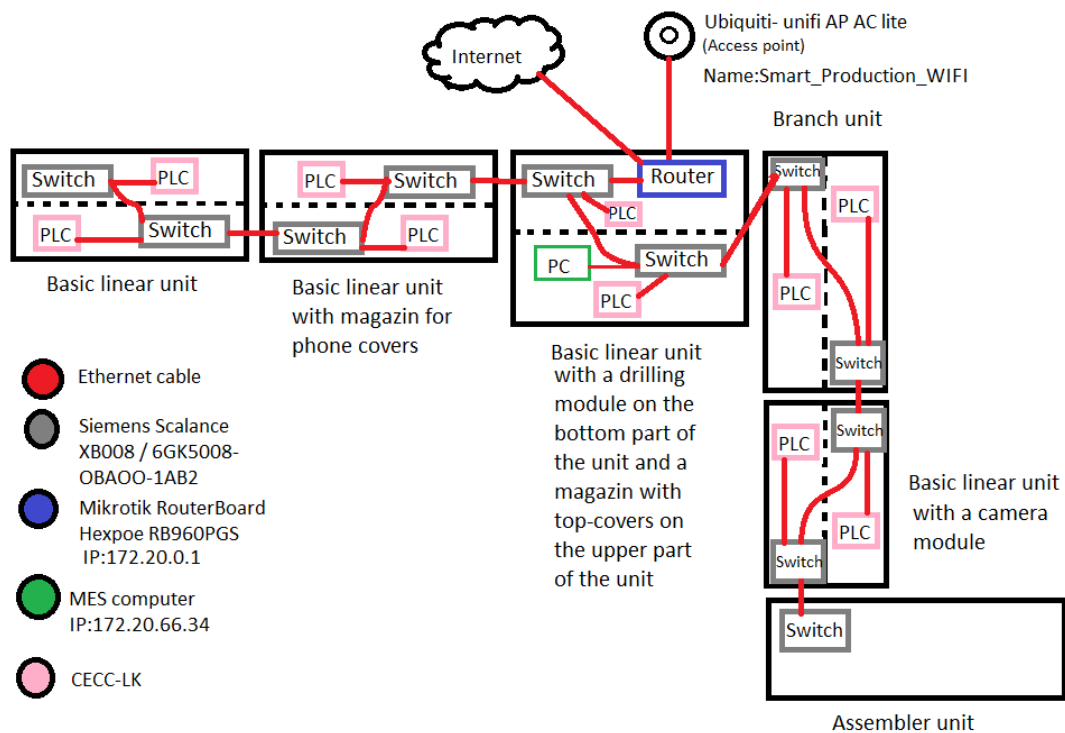 Internet
Ubiquiti- unifi AP AC lite
(Access point)
Name:Smart_Production_WIFI
Branch unit
Switch
PLC
PLC
Switch
Basic linear unit
PLC
Switch
Switch
PLC
Basic linear unit
with magazin for
phone covers
Switch
Router
PLC
PC
Switch
PLC
Basic linear unit
with a drilling
module on the
bottom part of
the unit and a
magazin with
top-covers on
the upper part
of the unit
Switch
PLC
PLC
Switch
PLC
Switch
PLC
Switch
Basic linear unit
with a camera
module
Switch
Assembler unit
Ethernet cable
Siemens Scalance
XB008 / 6GK5008-
OBAOO-1AB2
Mikrotik RouterBoard
Hexpoe RB960PGS
IP:172.20.0.1
MES computer
IP:172.20.66.34
CECC-LK